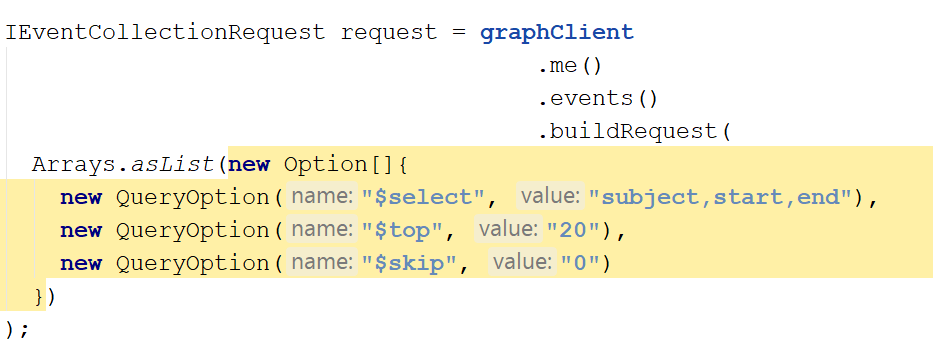 IEventCollectionRequest request = graphClient
.me()
.events()
.buildRequest(
Arrays.asList(new Option[]{
new QueryOption( name: "$select", value: "subject,start,end"),
new QueryOption( name: "$top", value: "20"),
new QueryOption( name: "$skip", value: "0")
})
);